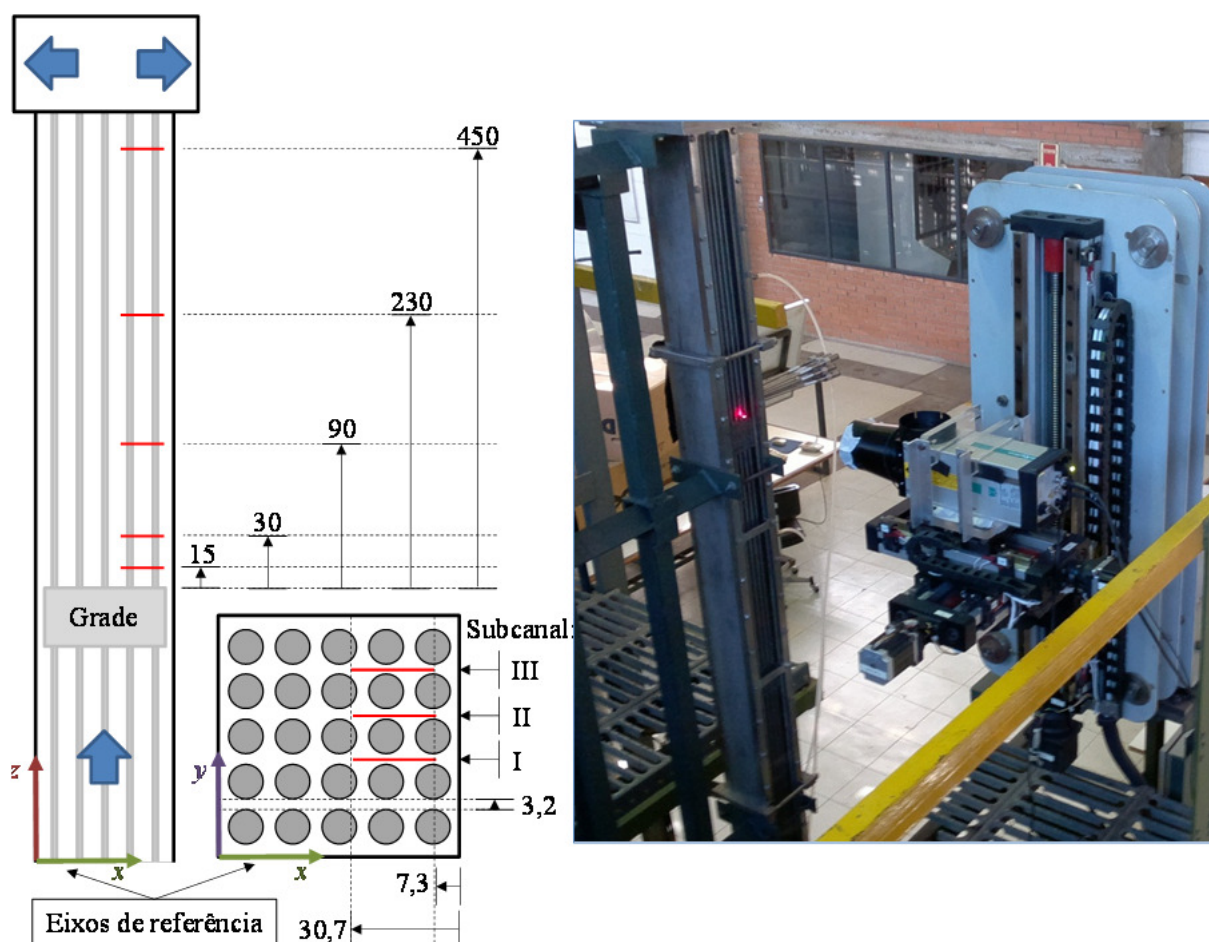 450
230
90
30
15
Grade
Subcanal:
III
II
I
3,2
7,3
30,7
z
x
y
x
Eixos de referência